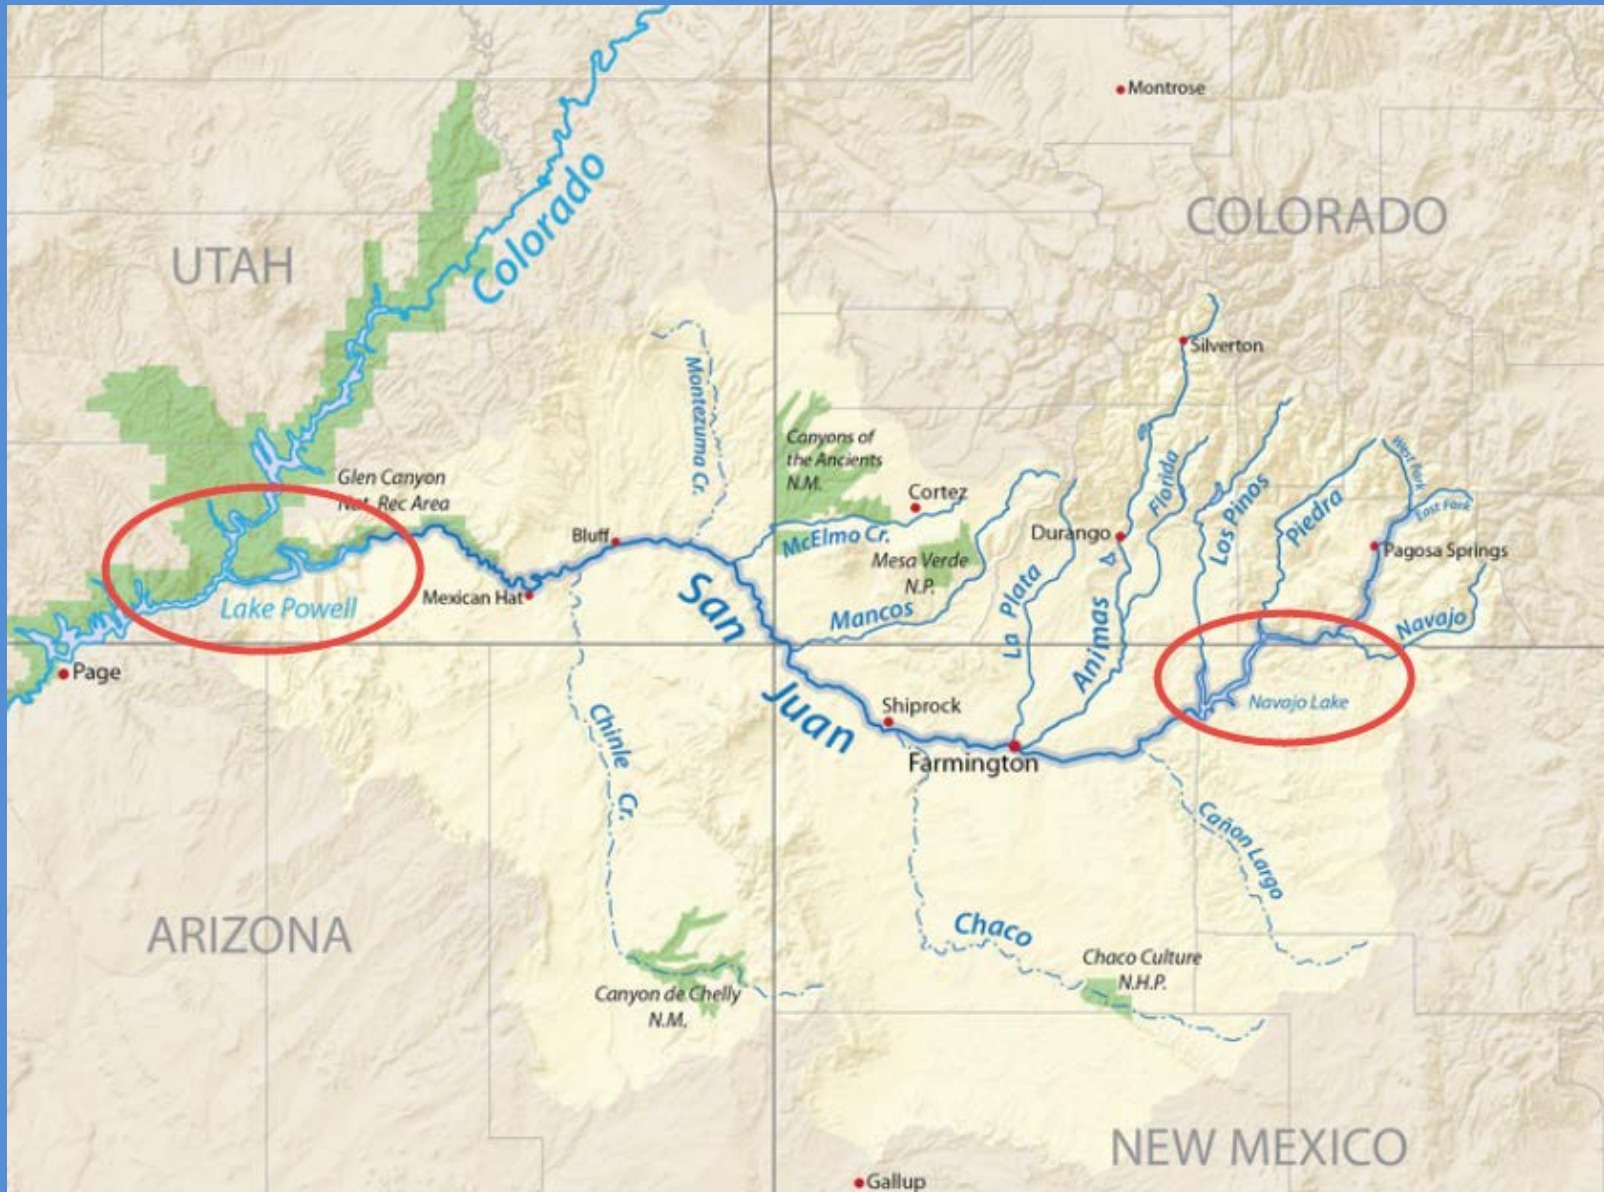 Montrose
COLORADO
UTAH
Colorado
Silverton
Montezuma Cr.
Canyons of
the Ancients
N.M.
Glen Canyon
Nat. Rec Area
Cortez
Florida
Los Pinos
Piedra
West Fork
East Fork
Bluff
McElmo Cr.
Durango
Pagosa Springs
Mesa Verde
N.P.
Mexican Hat
Lake Powell
San
Juan
Mancos
La Plata
Animas
Navajo
Page
Navajo Lake
Shiprock
Farmington
Chinle
Cr.
Cañon Largo
ARIZONA
Chaco
Chaco Culture
N.H.P.
Canyon de Chelly
N.M.
NEW MEXICO
Gallup